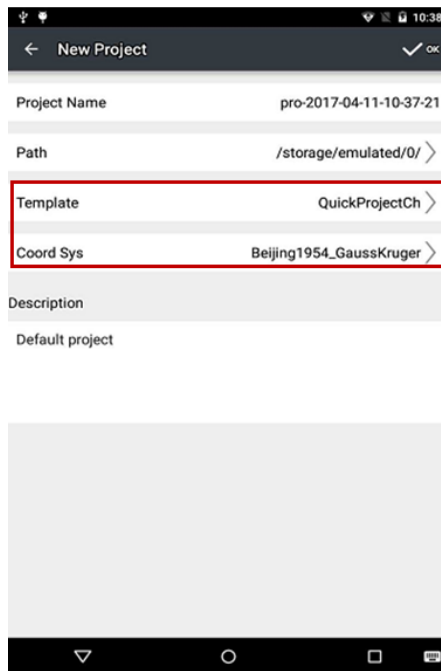 10:38
New Project
OK
Project Name pro-2017-04-11-10-37-21
Path /storage/emulated/0/
Template QuickProjectCh
Coord Sys Beijing1954_GaussKruger
Description
Default project